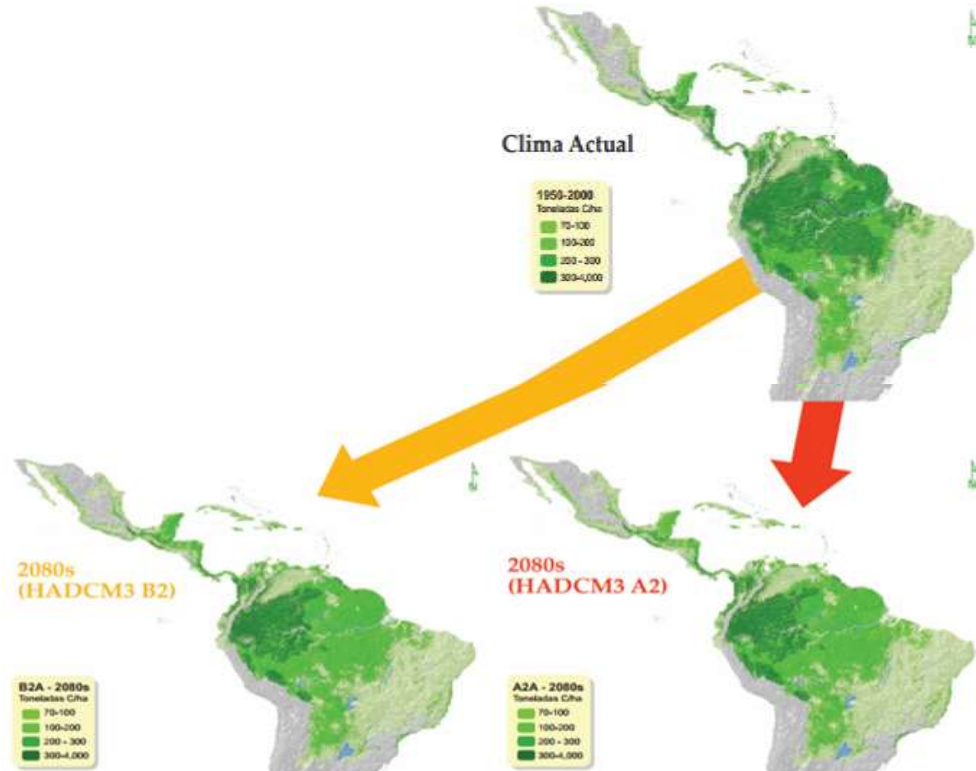 Clima Actual
1950-2000
Toneladas C/ha
70-100
100-200
200 - 300
300-4,000
2080s
(HADCM3 B2)
B2A - 2080s
Toneladas C/ha
70-100
100-200
200 - 300
300-4,000
2080s
(HADCM3 A2)
A2A - 2080s
Toneladas C/ha
70-100
100-200
200 - 300
300-4,000